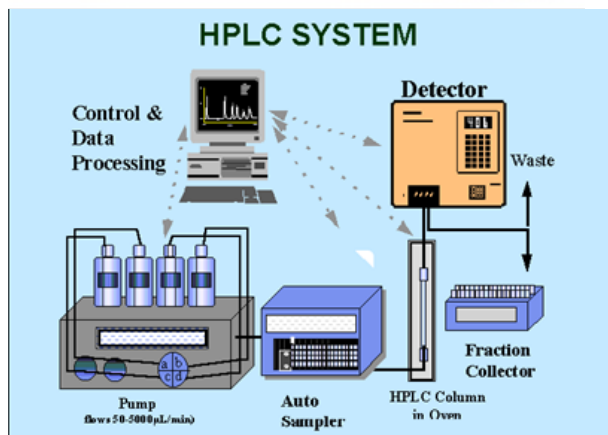 HPLC SYSTEM
Control &
Data
Processing
Detector
401
Waste
a b
c d
Pump
flows 50-5000µL/min)
Auto
Sampler
HPLC Column
in Oven
Fraction
Collector